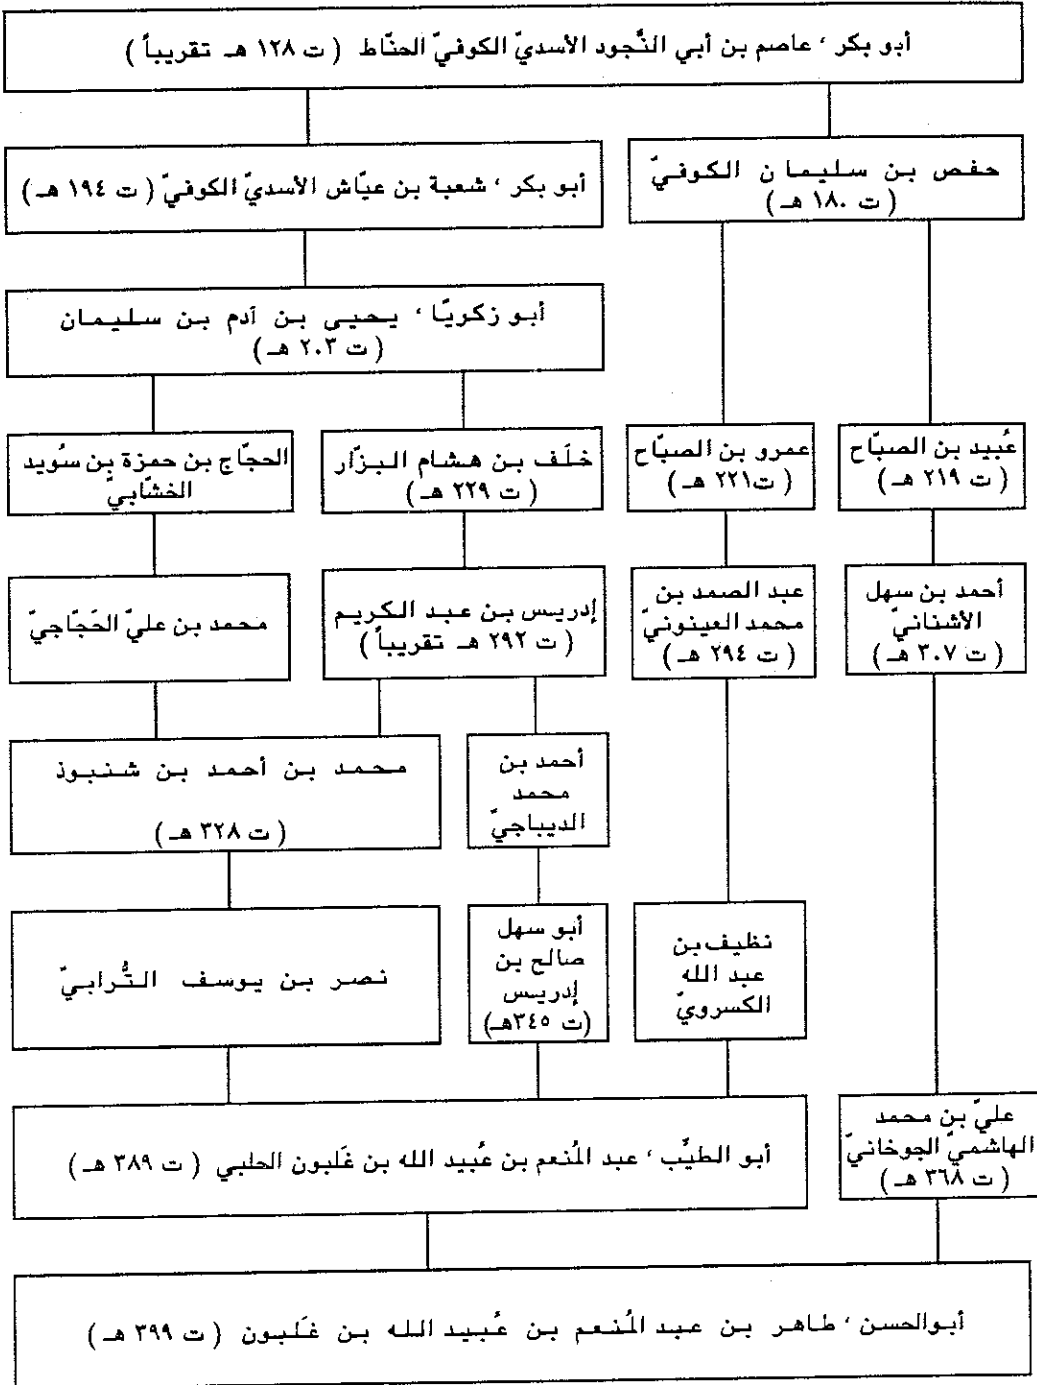 أبو بكر ، عاصم بن أبي النَّجود الأسديّ الكوفيّ الحنّاط ( ت ١٢٨ هـ تقريباً )
حفص بن سليمان الكوفيّ
( ت ١٨٠ هـ )
أبو بكر ، شعبة بن عيّاش الأسديّ الكوفيّ ( ت ١٩٤ هـ )
أبو زكريّا ، يحيى بن آدم بن سليمان
( ت ٢٠٣ هـ )
عُبيد بن الصبّاح
( ت ٢١٩ هـ )
عمرو بن الصبّاح
( ت ٢٢١ هـ )
خلَف بن هشام البزّار
( ت ٢٢٩ هـ )
الحجّاج بن حمزة بن سُويد
الخشّابيّ
أحمد بن سهل
الأشنانيّ
( ت ٣٠٧ هـ )
عبد الصمد بن
محمد العينونيّ
( ت ٢٩٤ هـ )
إدريس بن عبد الكريم
( ت ٢٩٢ هـ تقريباً )
محمد بن عليّ الحَجّاجيّ
أحمد بن
محمد
الديباجيّ
محمد بن أحمد بن شنبوذ
( ت ٣٢٨ هـ )
نظيف بن
عبد الله
الكسرويّ
أبو سهل
صالح بن
إدريس
(ت ٣٤٥هـ)
نصر بن يوسف التُّرابيّ
عليّ بن محمد
الهاشميّ الجوخانيّ
( ت ٣٦٨ هـ )
أبو الطيِّب ، عبد المُنعم بن عُبيد الله بن غَلبون الحلبي ( ت ٣٨٩ هـ )
أبوالحسن ، طاهر بن عبد المُنعم بن عُبيد الله بن غَلبون ( ت ٣٩٩ هـ )